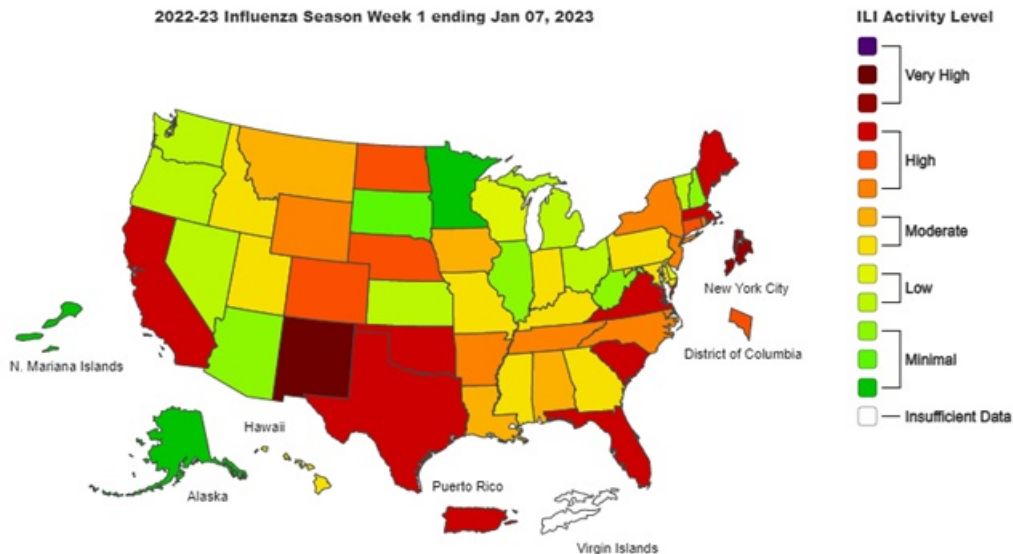 2022-23 Influenza Season Week 1 ending Jan 07, 2023
ILI Activity Level
Very High
High
Moderate
Low
Minimal
Insufficient Data
New York City
District of Columbia
N. Mariana Islands
Hawaii
Alaska
Puerto Rico
Virgin Islands